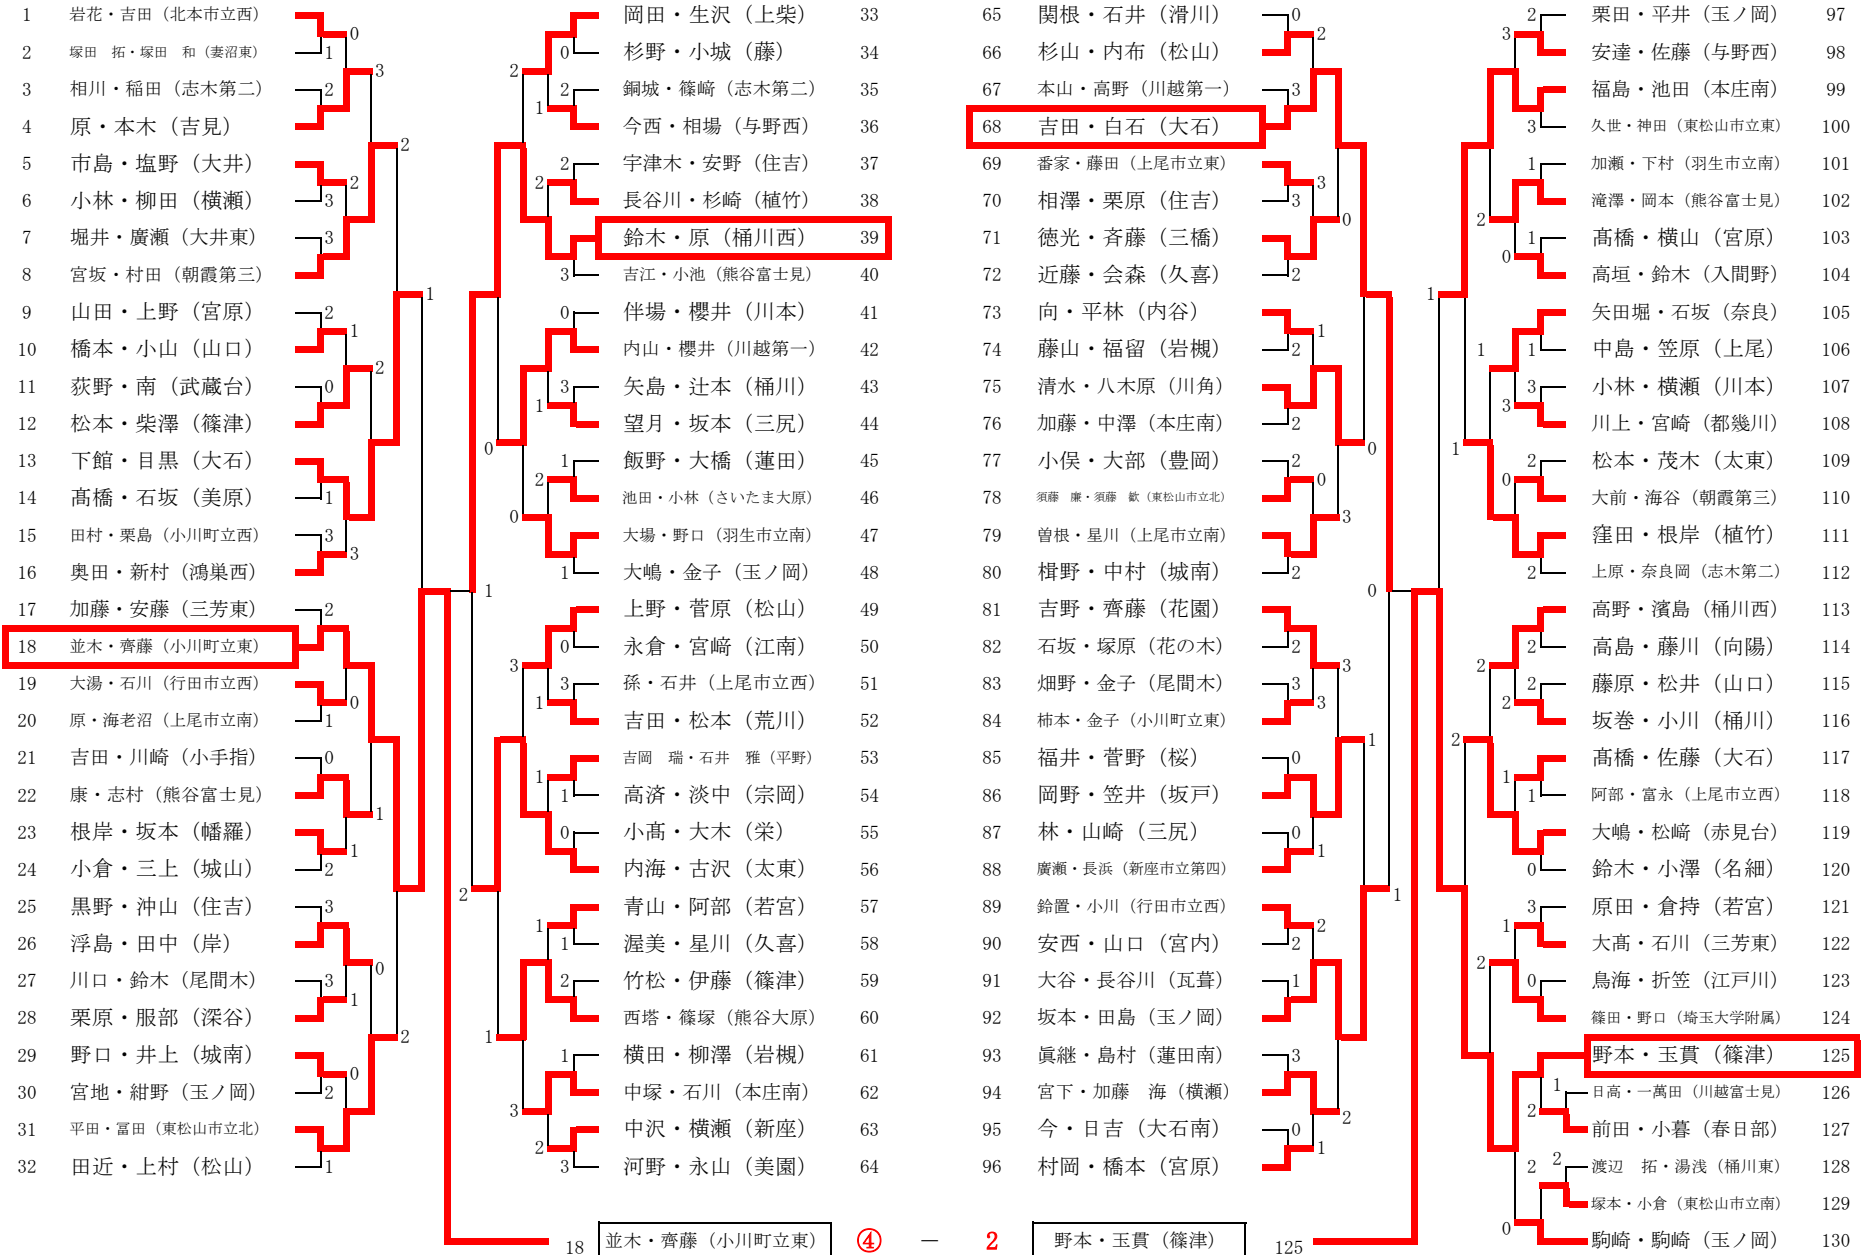 1 岩花・吉田（北本市立西）
2 塚田　拓・塚田　和（妻沼東）
3 相川・稲田（志木第二）
4 原・本木（吉見）
5 市島・塩野（大井）
6 小林・柳田（横瀬）
7 堀井・廣瀬（大井東）
8 宮坂・村田（朝霞第三）
9 山田・上野（宮原）
10 橋本・小山（山口）
11 荻野・南（武蔵台）
12 松本・柴澤（篠津）
13 下館・目黒（大石）
14 髙橋・石坂（美原）
15 田村・栗島（小川町立西）
16 奥田・新村（鴻巣西）
17 加藤・安藤（三芳東）
18 並木・齊藤（小川町立東）
19 大湯・石川（行田市立西）
20 原・海老沼（上尾市立南）
21 吉田・川崎（小手指）
22 康・志村（熊谷富士見）
23 根岸・坂本（幡羅）
24 小倉・三上（城山）
25 黒野・沖山（住吉）
26 浮島・田中（岸）
27 川口・鈴木（尾間木）
28 栗原・服部（深谷）
29 野口・井上（城南）
30 宮地・紺野（玉ノ岡）
31 平田・冨田（東松山市立北）
32 田近・上村（松山）
岡田・生沢（上柴） 33
杉野・小城（藤） 34
銅城・篠﨑（志木第二） 35
今西・相場（与野西） 36
宇津木・安野（住吉） 37
長谷川・杉崎（植竹） 38
鈴木・原（桶川西） 39
吉江・小池（熊谷富士見） 40
伴場・櫻井（川本） 41
内山・櫻井（川越第一） 42
矢島・辻本（桶川） 43
望月・坂本（三尻） 44
飯野・大橋（蓮田） 45
池田・小林（さいたま大原） 46
大場・野口（羽生市立南） 47
大嶋・金子（玉ノ岡） 48
上野・菅原（松山） 49
永倉・宮﨑（江南） 50
孫・石井（上尾市立西） 51
吉田・松本（荒川） 52
吉岡　瑞・石井　雅（平野） 53
高済・淡中（宗岡） 54
小髙・大木（栄） 55
内海・古沢（太東） 56
青山・阿部（若宮） 57
渥美・星川（久喜） 58
竹松・伊藤（篠津） 59
西塔・篠塚（熊谷大原） 60
横田・柳澤（岩槻） 61
中塚・石川（本庄南） 62
中沢・横瀬（新座） 63
河野・永山（美園） 64
65 関根・石井（滑川）
66 杉山・内布（松山）
67 本山・高野（川越第一）
68 吉田・白石（大石）
69 番家・藤田（上尾市立東）
70 相澤・栗原（住吉）
71 徳光・斉藤（三橋）
72 近藤・会森（久喜）
73 向・平林（内谷）
74 藤山・福留（岩槻）
75 清水・八木原（川角）
76 加藤・中澤（本庄南）
77 小俣・大部（豊岡）
78 須藤　廉・須藤　歓（東松山市立北）
79 曽根・星川（上尾市立南）
80 楫野・中村（城南）
81 吉野・齊藤（花園）
82 石坂・塚原（花の木）
83 畑野・金子（尾間木）
84 柿本・金子（小川町立東）
85 福井・菅野（桜）
86 岡野・笠井（坂戸）
87 林・山崎（三尻）
88 廣瀬・長浜（新座市立第四）
89 鈴置・小川（行田市立西）
90 安西・山口（宮内）
91 大谷・長谷川（瓦葺）
92 坂本・田島（玉ノ岡）
93 眞継・島村（蓮田南）
94 宮下・加藤　海（横瀬）
95 今・日吉（大石南）
96 村岡・橋本（宮原）
栗田・平井（玉ノ岡） 97
安達・佐藤（与野西） 98
福島・池田（本庄南） 99
久世・神田（東松山市立東） 100
加瀬・下村（羽生市立南） 101
滝澤・岡本（熊谷富士見） 102
髙橋・横山（宮原） 103
高垣・鈴木（入間野） 104
矢田堀・石坂（奈良） 105
中島・笠原（上尾） 106
小林・横瀬（川本） 107
川上・宮崎（都幾川） 108
松本・茂木（太東） 109
大前・海谷（朝霞第三） 110
窪田・根岸（植竹） 111
上原・奈良岡（志木第二） 112
高野・濱島（桶川西） 113
高島・藤川（向陽） 114
藤原・松井（山口） 115
坂巻・小川（桶川） 116
髙橋・佐藤（大石） 117
阿部・富永（上尾市立西） 118
大嶋・松﨑（赤見台） 119
鈴木・小澤（名細） 120
原田・倉持（若宮） 121
大髙・石川（三芳東） 122
鳥海・折笠（江戸川） 123
篠田・野口（埼玉大学附属） 124
野本・玉貫（篠津） 125
日高・一萬田（川越富士見） 126
前田・小暮（春日部） 127
渡辺　拓・湯浅（桶川東） 128
塚本・小倉（東松山市立南） 129
駒崎・駒崎（玉ノ岡） 130
18 並木・齊藤（小川町立東） ④ － 2 野本・玉貫（篠津） 125